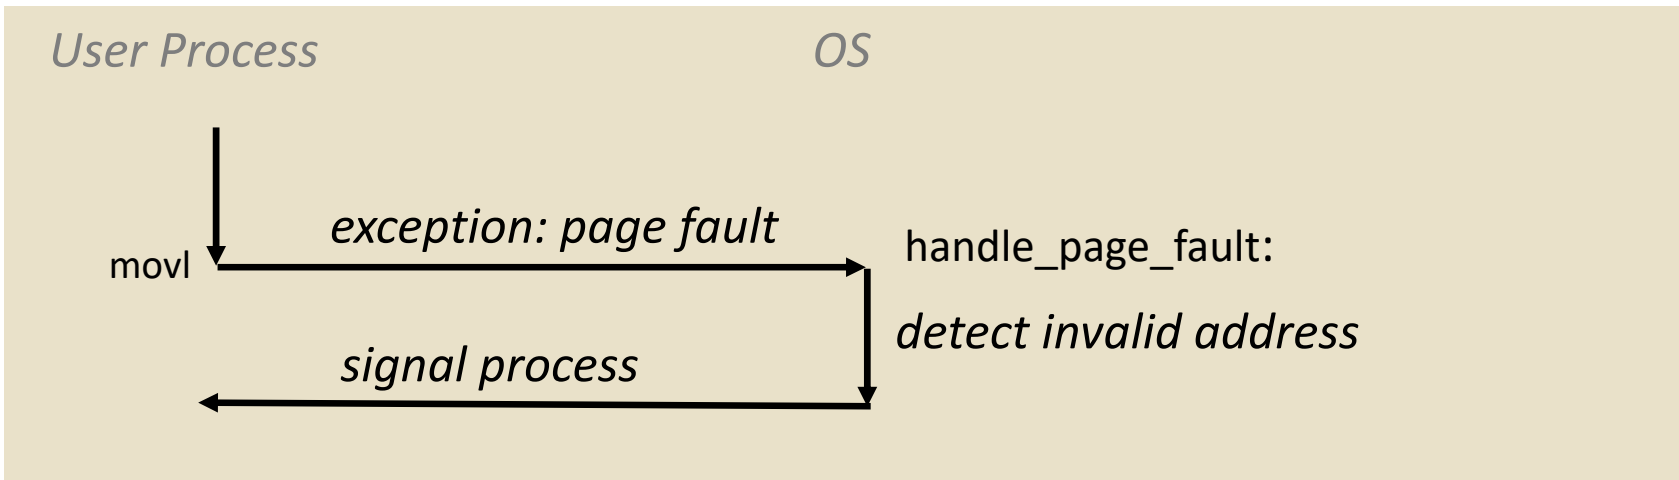 User Process
OS
exception: page fault
movl
handle_page_fault:
detect invalid address
signal process